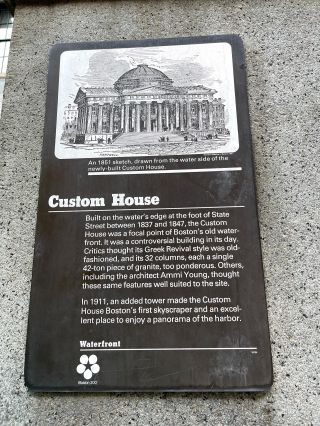 An 1851 sketch, drawn from the water side of the
newly-built Custom House.
Custom House
Built on the water's edge at the foot of State
Street between 1837 and 1847, the Custom
House was a focal point of Boston's old water-
front. It was a controversial building in its day.
Critics thought its Greek Revival style was old-
fashioned, and its 32 columns, each a single
42-ton piece of granite, too ponderous. Others,
including the architect Ammi Young, thought
these same features well suited to the site.
In 1911, an added tower made the Custom
House Boston's first skyscraper and an excel-
lent place to enjoy a panorama of the harbor.
Waterfront
Boston 200